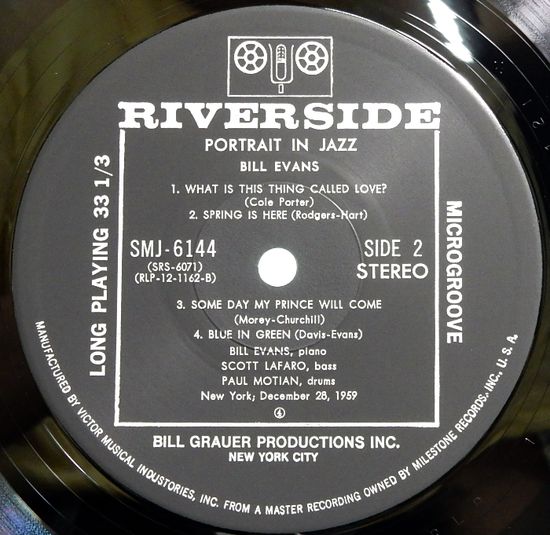 RIVERSIDE
PORTRAIT IN JAZZ
BILL EVANS
1. WHAT IS THIS THING CALLED LOVE?
(Cole Porter)
2. SPRING IS HERE (Rodgers-Hart)
SMJ-6144
(SRS-6071)
(RLP-12-1162-B)
SIDE 2
STEREO
3. SOME DAY MY PRINCE WILL COME
(Morey-Churchill)
4. BLUE IN GREEN (Davis-Evans)
BILL EVANS, piano
SCOTT LAFARO, bass
PAUL MOTIAN, drums
New York; December 28, 1959
4
LONG PLAYING 33 1/3
MICROGROOVE
BILL GRAUER PRODUCTIONS INC.
NEW YORK CITY
MANUFACTURED BY VICTOR MUSICAL INDUSTORIES, INC. FROM A MASTER RECORDING OWNED BY MILESTONE RECORDS, INC., U.S.A.